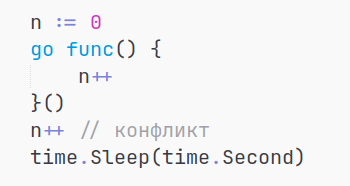 n := 0
go func() {
    n++
}()
n++ // конфликт
time.Sleep(time.Second)